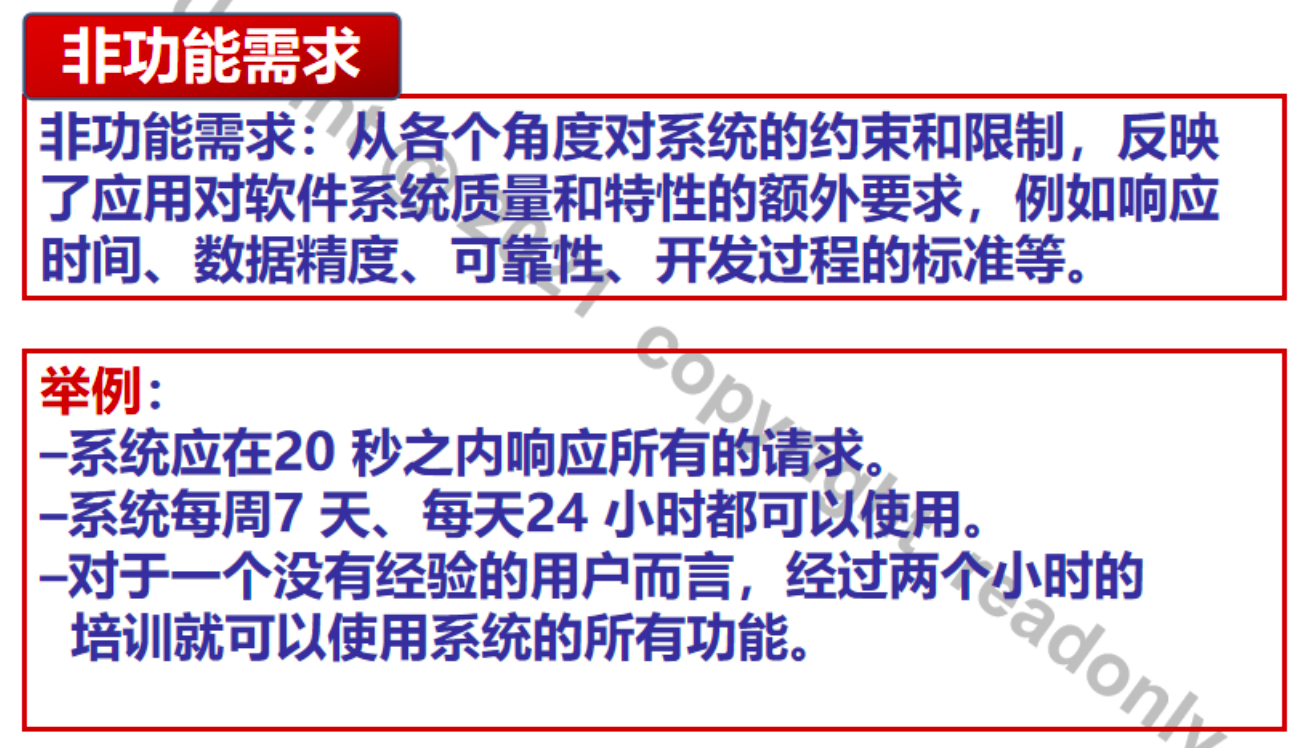 非功能需求
非功能需求：从各个角度对系统的约束和限制，反映
了应用对软件系统质量和特性的额外要求，例如响应
时间、数据精度、可靠性、开发过程的标准等。
举例：
–系统应在20 秒之内响应所有的请求。
–系统每周7 天、每天24 小时都可以使用。
–对于一个没有经验的用户而言，经过两个小时的
培训就可以使用系统的所有功能。
@ 2021 copyright readonly